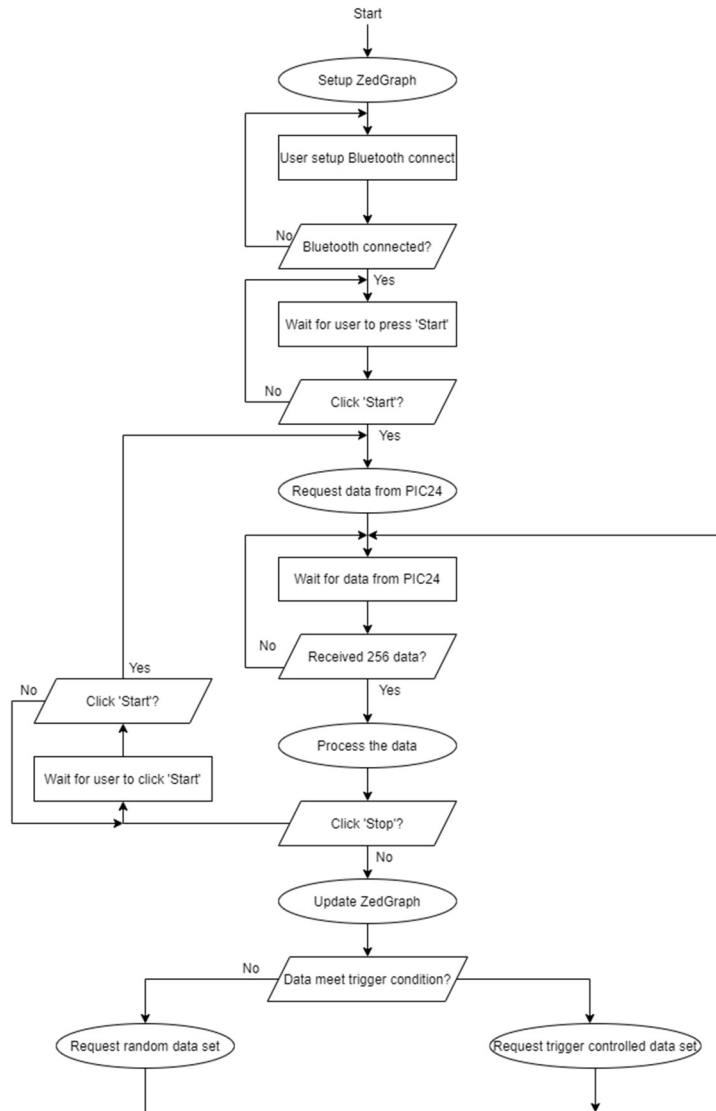 Start
Setup ZedGraph
User setup Bluetooth connect
No
Bluetooth connected?
Yes
Wait for user to press 'Start'
No
Click 'Start'?
Yes
Request data from PIC24
Wait for data from PIC24
No
Received 256 data?
Yes
Yes
No
Click 'Start'?
Process the data
Wait for user to click 'Start'
Click 'Stop'?
No
Update ZedGraph
No
Data meet trigger condition?
Request random data set
Request trigger controlled data set